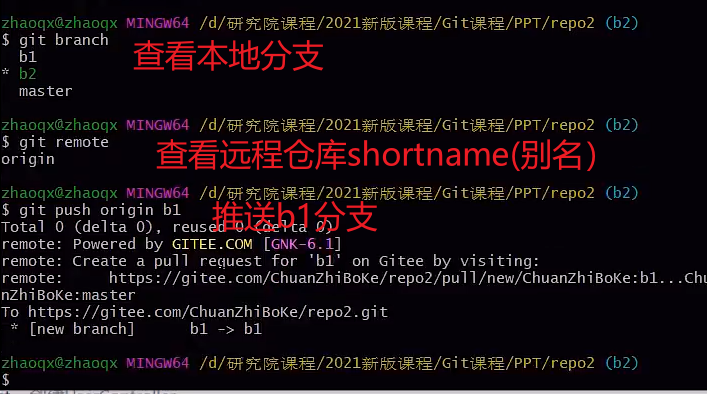 zhaoqx@zhaoqx MINGW64 /d/研究院课程/2021新版课程/Git课程/PPT/repo2 (b2)
$ git branch
查看本地分支
b1
* b2
master
zhaoqx@zhaoqx MINGW64 /d/研究院课程/2021新版课程/Git课程/PPT/repo2 (b2)
$ git remote
查看远程仓库shortname(别名)
origin
zhaoqx@zhaoqx MINGW64 /d/研究院课程/2021新版课程/Git课程/PPT/repo2 (b2)
$ git push origin b1
推送b1分支
Total 0 (delta 0), reused 0 (delta 0)
remote: Powered by GITEE.COM [GNK-6.1]
remote: Create a pull request for 'b1' on Gitee by visiting:
remote:     https://gitee.com/ChuanZhiBoKe/repo2/pull/new/ChuanZhiBoKe:b1...Chua
nZhiBoKe:master
To https://gitee.com/ChuanZhiBoKe/repo2.git
* [new branch]      b1 -> b1
zhaoqx@zhaoqx MINGW64 /d/研究院课程/2021新版课程/Git课程/PPT/repo2 (b2)
$